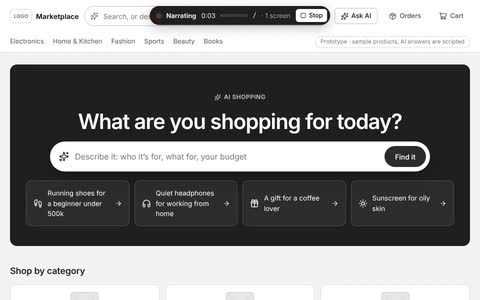 LOGO Marketplace
Search, or des
Narrating 0:03 / · 1 screen Stop
Ask AI
Orders
Cart
Electronics Home & Kitchen Fashion Sports Beauty Books
Prototype · sample products, AI answers are scripted
AI SHOPPING
What are you shopping for today?
Describe it: who it's for, what for, your budget
Find it
Running shoes for
a beginner under
500k
Quiet headphones
for working from
home
A gift for a coffee
lover
Sunscreen for oily
skin
Shop by category